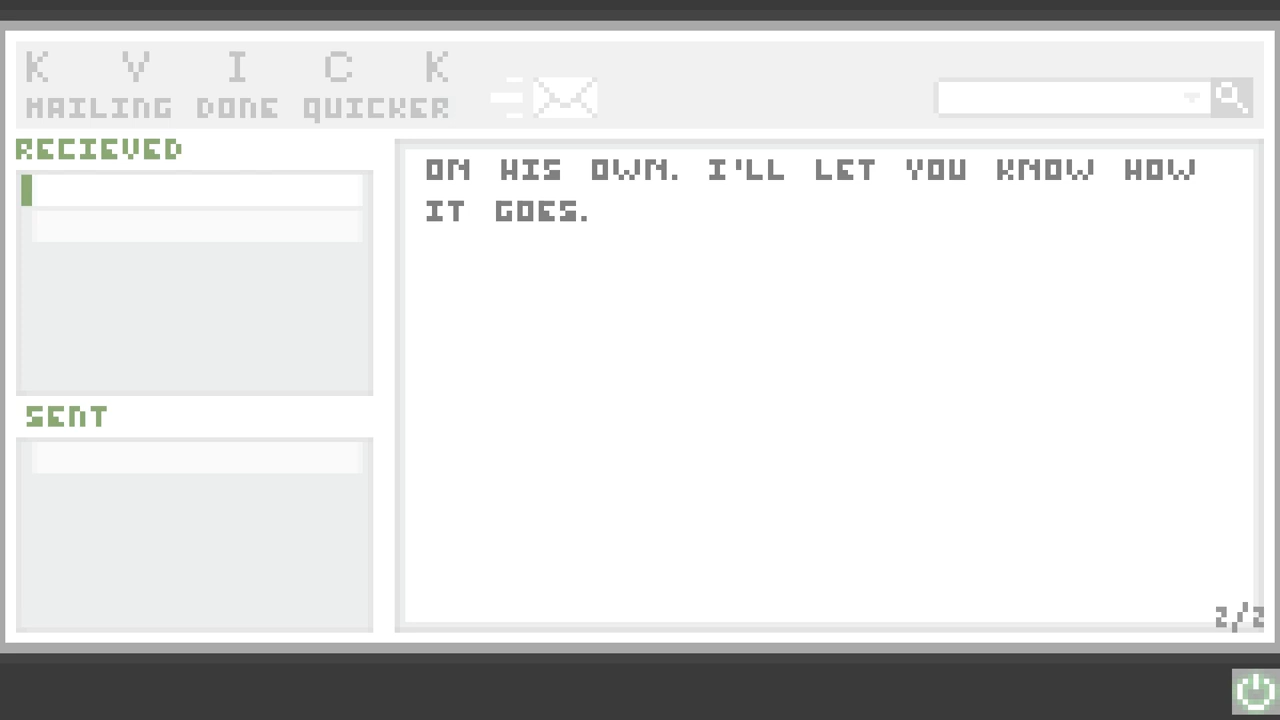 K V I C K
MAILING DONE QUICKER
RECIEVED
ON HIS OWN. I'LL LET YOU KNOW HOW
IT GOES.
SENT
2/2